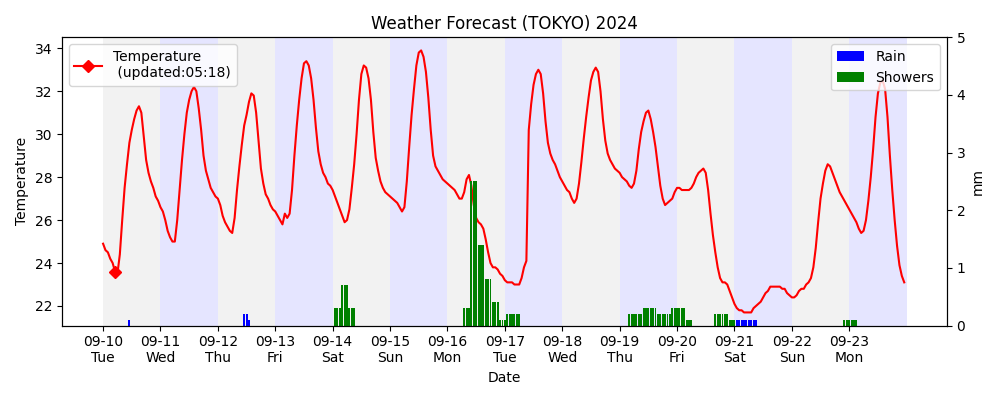 Weather Forecast (TOKYO) 2024
Temperature
(updated:05:18)
Rain
Showers
Temperature
34
32
30
28
26
24
22
5
4
3
2
1
0
mm
09-10 09-11 09-12 09-13 09-14 09-15 09-16 09-17 09-18 09-19 09-20 09-21 09-22 09-23
Tue Wed Thu Fri Sat Sun Mon Tue Wed Thu Fri Sat Sun Mon
Date